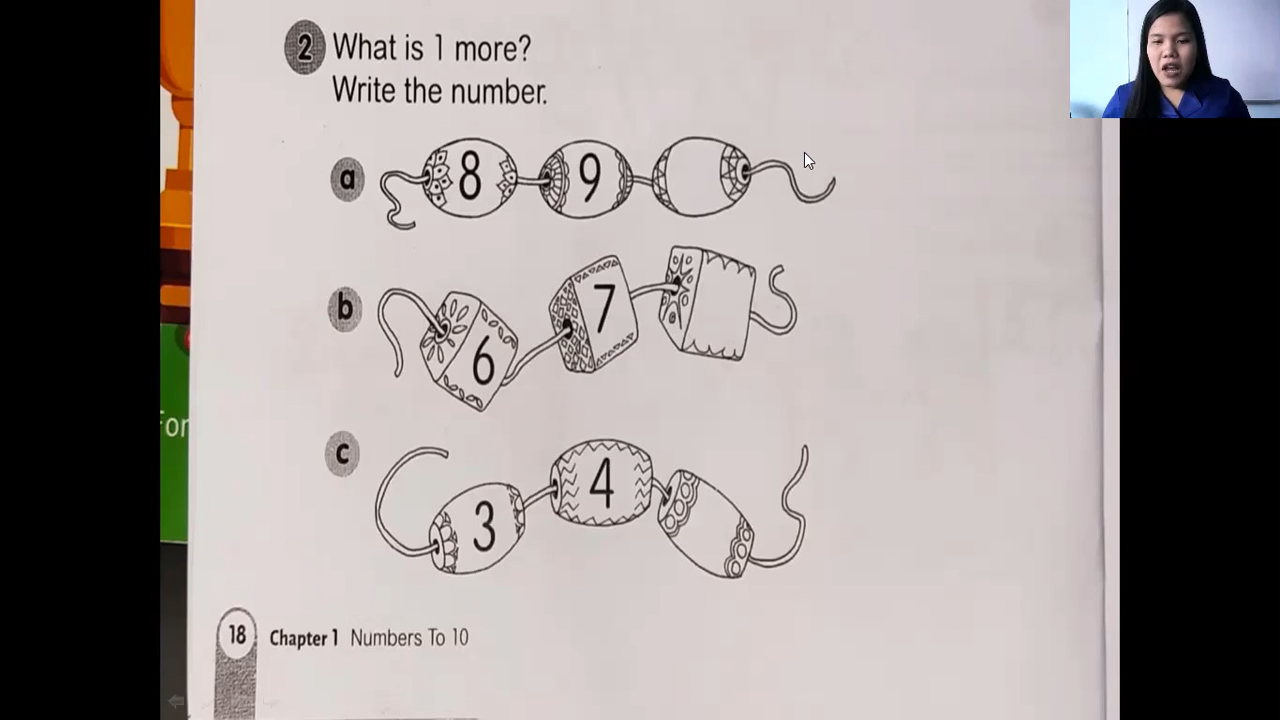 2 What is 1 more?
Write the number.
a 8 9
b 6 7
c 3 4
For
18 Chapter 1 Numbers To 10